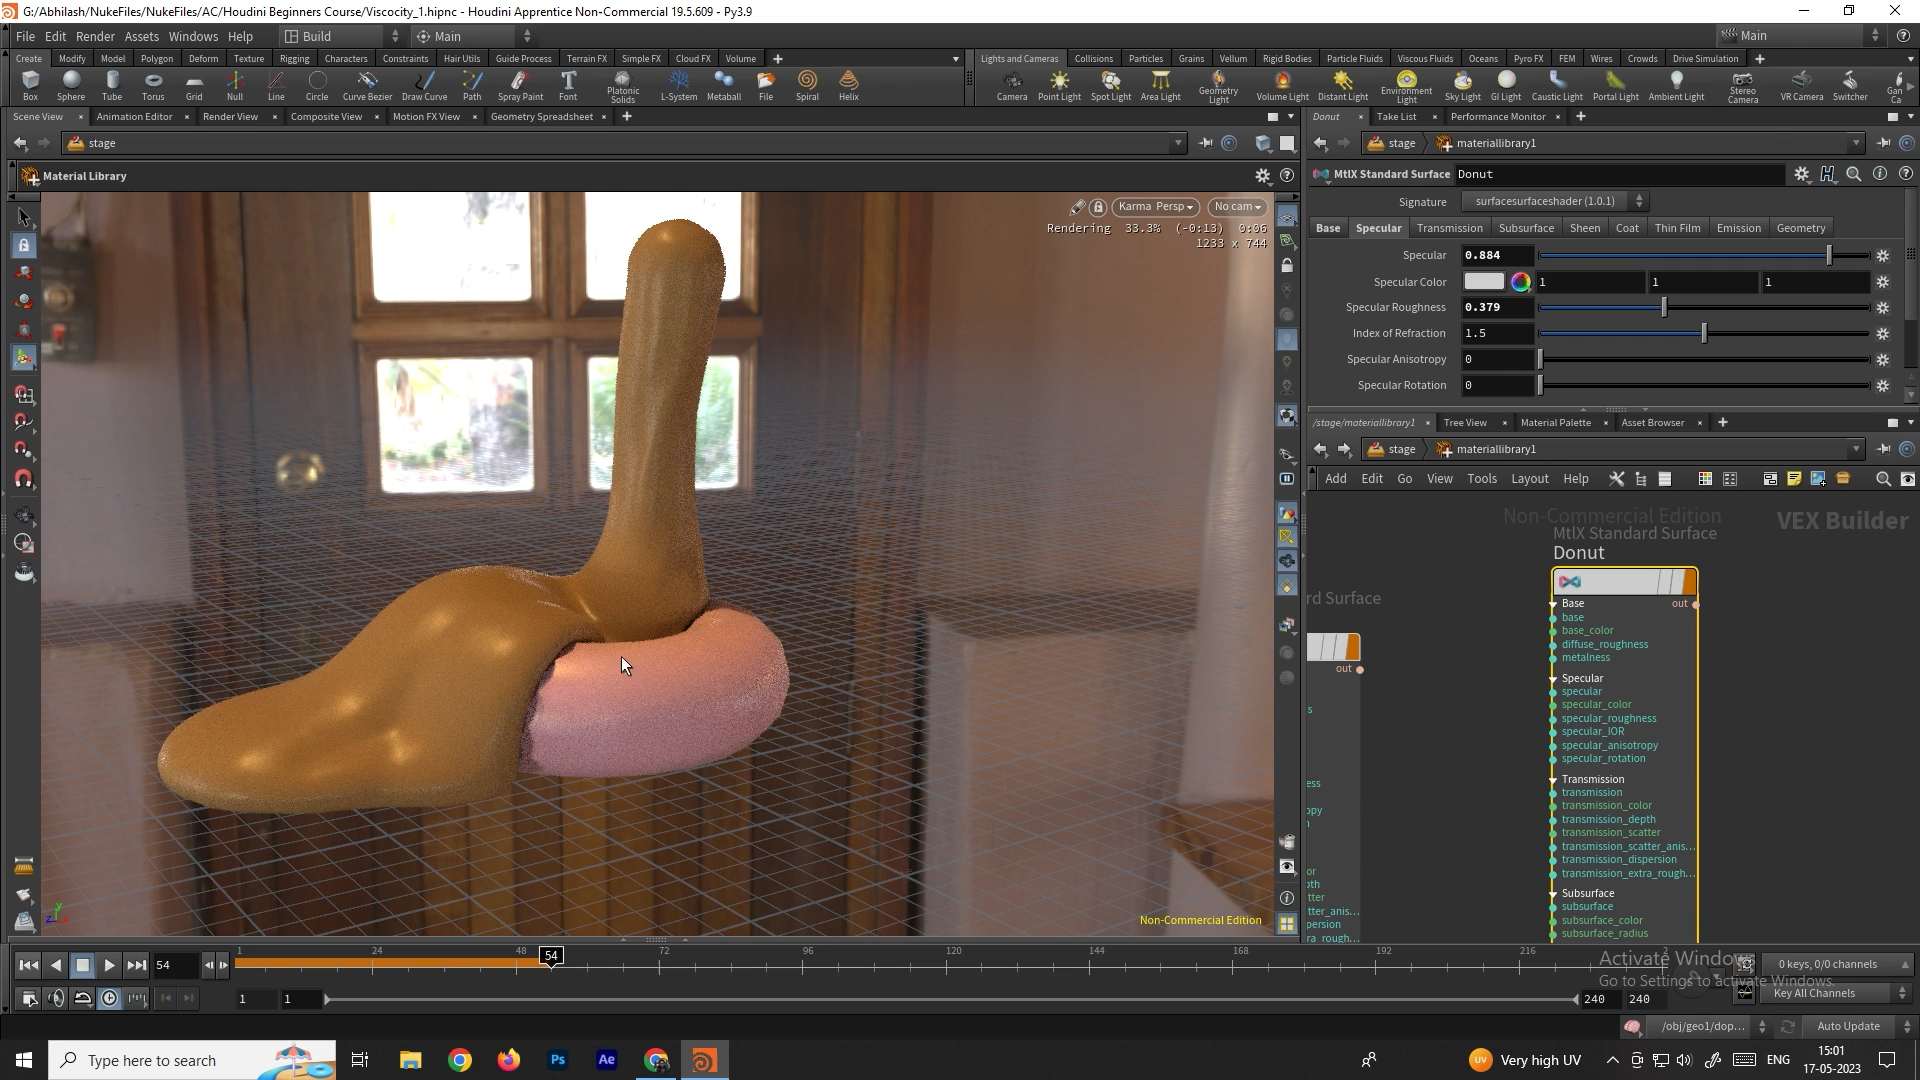 G:/Abhilash/NukeFiles/NukeFiles/AC/Houdini Beginners Course/Viscocity_1.hipnc - Houdini Apprentice Non-Commercial 19.5.609 - Py3.9
File Edit Render Assets Windows Help Build Main Main
Create Modify Model Polygon Deform Texture Rigging Characters Constraints Hair Utils Guide Process Terrain FX Simple FX Cloud FX Volume
Lights and Cameras Collisions Particles Grains Vellum Rigid Bodies Particle Fluids Viscous Fluids Oceans Pyro FX FEM Wires Crowds Drive Simulation
Box Sphere Tube Torus Grid Null Line Circle Curve Bezier Draw Curve Path Spray Paint Font Platonic Solids L-System Metaball File Spiral Helix
Camera Point Light Spot Light Area Light Geometry Light Volume Light Distant Light Environment Light Sky Light GI Light Caustic Light Portal Light Ambient Light Stereo Camera VR Camera Switcher Gan Ca
Scene View Animation Editor Render View Composite View Motion FX View Geometry Spreadsheet
stage
Material Library
Karma Persp No cam
Rendering 33.3% (-0:13) 0:06
1233 x 744
Non-Commercial Edition
Donut Take List Performance Monitor
stage materiallibrary1
MtlX Standard Surface Donut
Signature surfacesurfaceshader (1.0.1)
Base Specular Transmission Subsurface Sheen Coat Thin Film Emission Geometry
Specular 0.884
Specular Color 1 1 1
Specular Roughness 0.379
Index of Refraction 1.5
Specular Anisotropy 0
Specular Rotation 0
/stage/materiallibrary1 Tree View Material Palette Asset Browser
stage materiallibrary1
Add Edit Go View Tools Layout Help
Non-Commercial Edition
VEX Builder
MtlX Standard Surface
Donut
rd Surface
out
s
ess
opy
or
pth
tter
tter_anis...
persion
ra_rough...
Base out
base
base_color
diffuse_roughness
metalness
Specular
specular
specular_color
specular_roughness
specular_IOR
specular_anisotropy
specular_rotation
Transmission
transmission
transmission_color
transmission_depth
transmission_scatter
transmission_scatter_anis...
transmission_dispersion
transmission_extra_rough...
Subsurface
subsurface
subsurface_color
subsurface_radius
54
1 24 48 54 72 96 120 144 168 192 216 2
1 1 240 240
0 keys, 0/0 channels
Key All Channels
Activate Windows
Go to Settings to activate Windows.
/obj/geo1/dop... Auto Update
Type here to search
Ps
Ae
UV Very high UV
ENG
15:01
17-05-2023